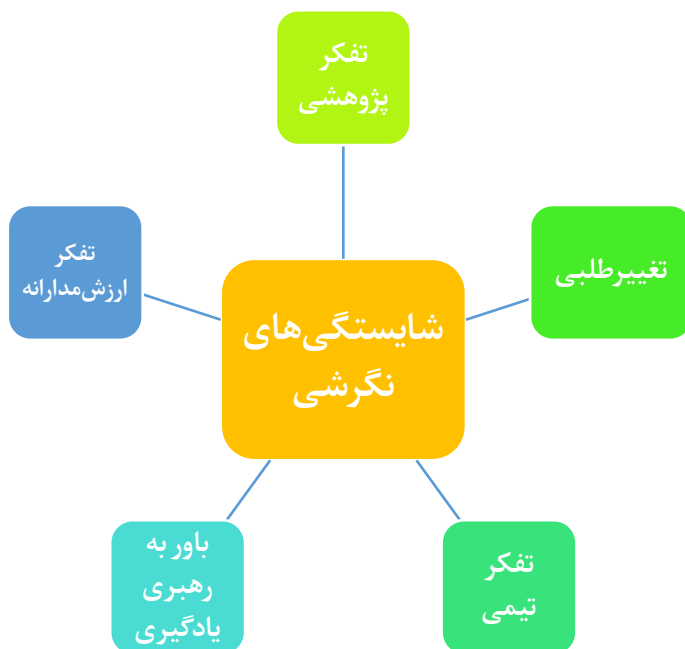 تفکر
پژوهشی
تغییرطلبی
تفکر
ارزش‌مدارانه
شایستگی‌های
نگرشی
تفکر
تیمی
باور به
رهبری
یادگیری